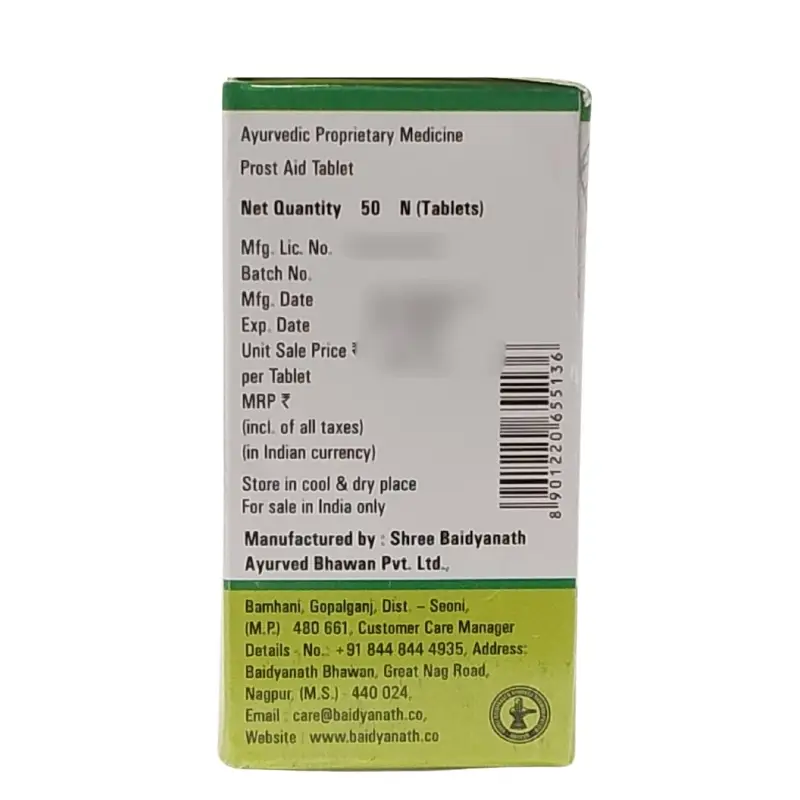 Ayurvedic Proprietary Medicine
Prost Aid Tablet
Net Quantity 50 N (Tablets)
Mfg. Lic. No.
Batch No.
Mfg. Date
Exp. Date
Unit Sale Price ₹
per Tablet
MRP ₹
(incl. of all taxes)
(in Indian currency)
Store in cool & dry place
For sale in India only
8 901220 655136
Manufactured by : Shree Baidyanath
Ayurved Bhawan Pvt. Ltd.,
Bamhani, Gopalganj, Dist. – Seoni,
(M.P.) 480 661, Customer Care Manager
Details - No.: +91 844 844 4935, Address:
Baidyanath Bhawan, Great Nag Road,
Nagpur, (M.S.) - 440 024,
Email : care@baidyanath.co,
Website : www.baidyanath.co